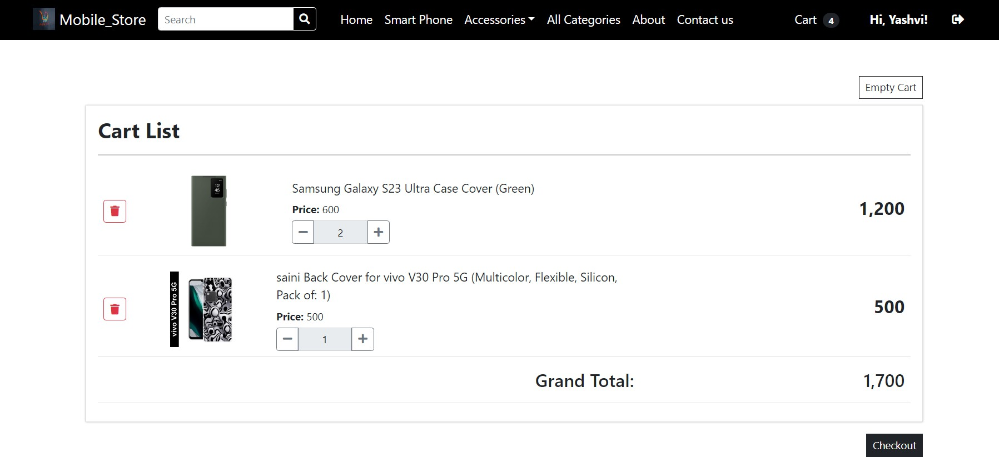 Mobile_Store Search Home Smart Phone Accessories All Categories About Contact us Cart 4 Hi, Yashvi!
Empty Cart
Cart List
12
45
Samsung Galaxy S23 Ultra Case Cover (Green)
Price: 600
2
1,200
vivo V30 Pro 5G
saini Back Cover for vivo V30 Pro 5G (Multicolor, Flexible, Silicon,
Pack of: 1)
Price: 500
1
500
Grand Total: 1,700
Checkout